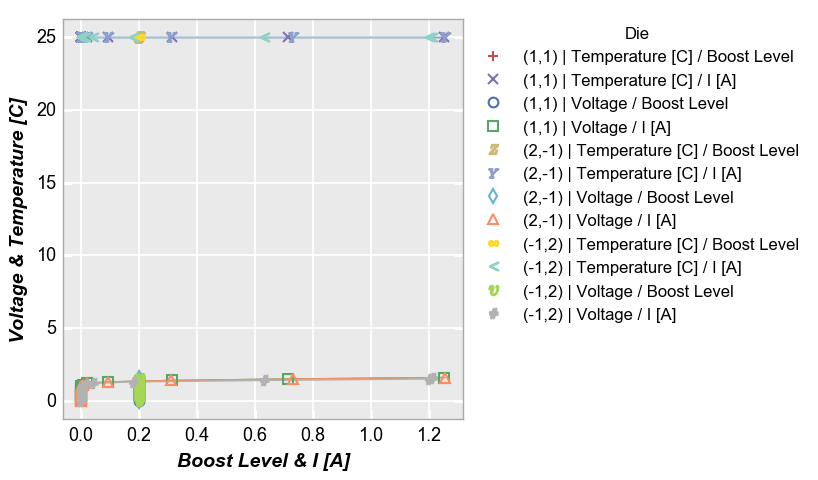 Die
(1,1) | Temperature [C] / Boost Level
(1,1) | Temperature [C] / I [A]
(1,1) | Voltage / Boost Level
(1,1) | Voltage / I [A]
(2,-1) | Temperature [C] / Boost Level
(2,-1) | Temperature [C] / I [A]
(2,-1) | Voltage / Boost Level
(2,-1) | Voltage / I [A]
(-1,2) | Temperature [C] / Boost Level
(-1,2) | Temperature [C] / I [A]
(-1,2) | Voltage / Boost Level
(-1,2) | Voltage / I [A]
Voltage & Temperature [C]
25
20
15
10
5
0
0.0 0.2 0.4 0.6 0.8 1.0 1.2
Boost Level & I [A]